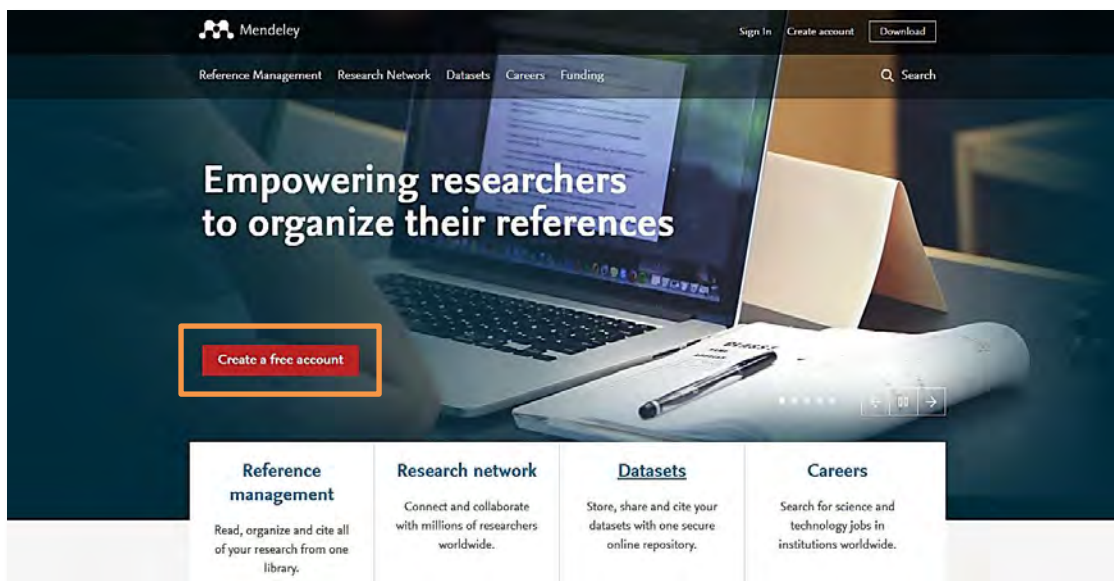 Mendeley
Sign In Create account Download
Reference Management Research Network Datasets Careers Funding
Search
Empowering researchers
to organize their references
Create a free account
Reference
management
Read, organize and cite all
of your research from one
library.
Research network
Connect and collaborate
with millions of researchers
worldwide.
Datasets
Store, share and cite your
datasets with one secure
online repository.
Careers
Search for science and
technology jobs in
institutions worldwide.